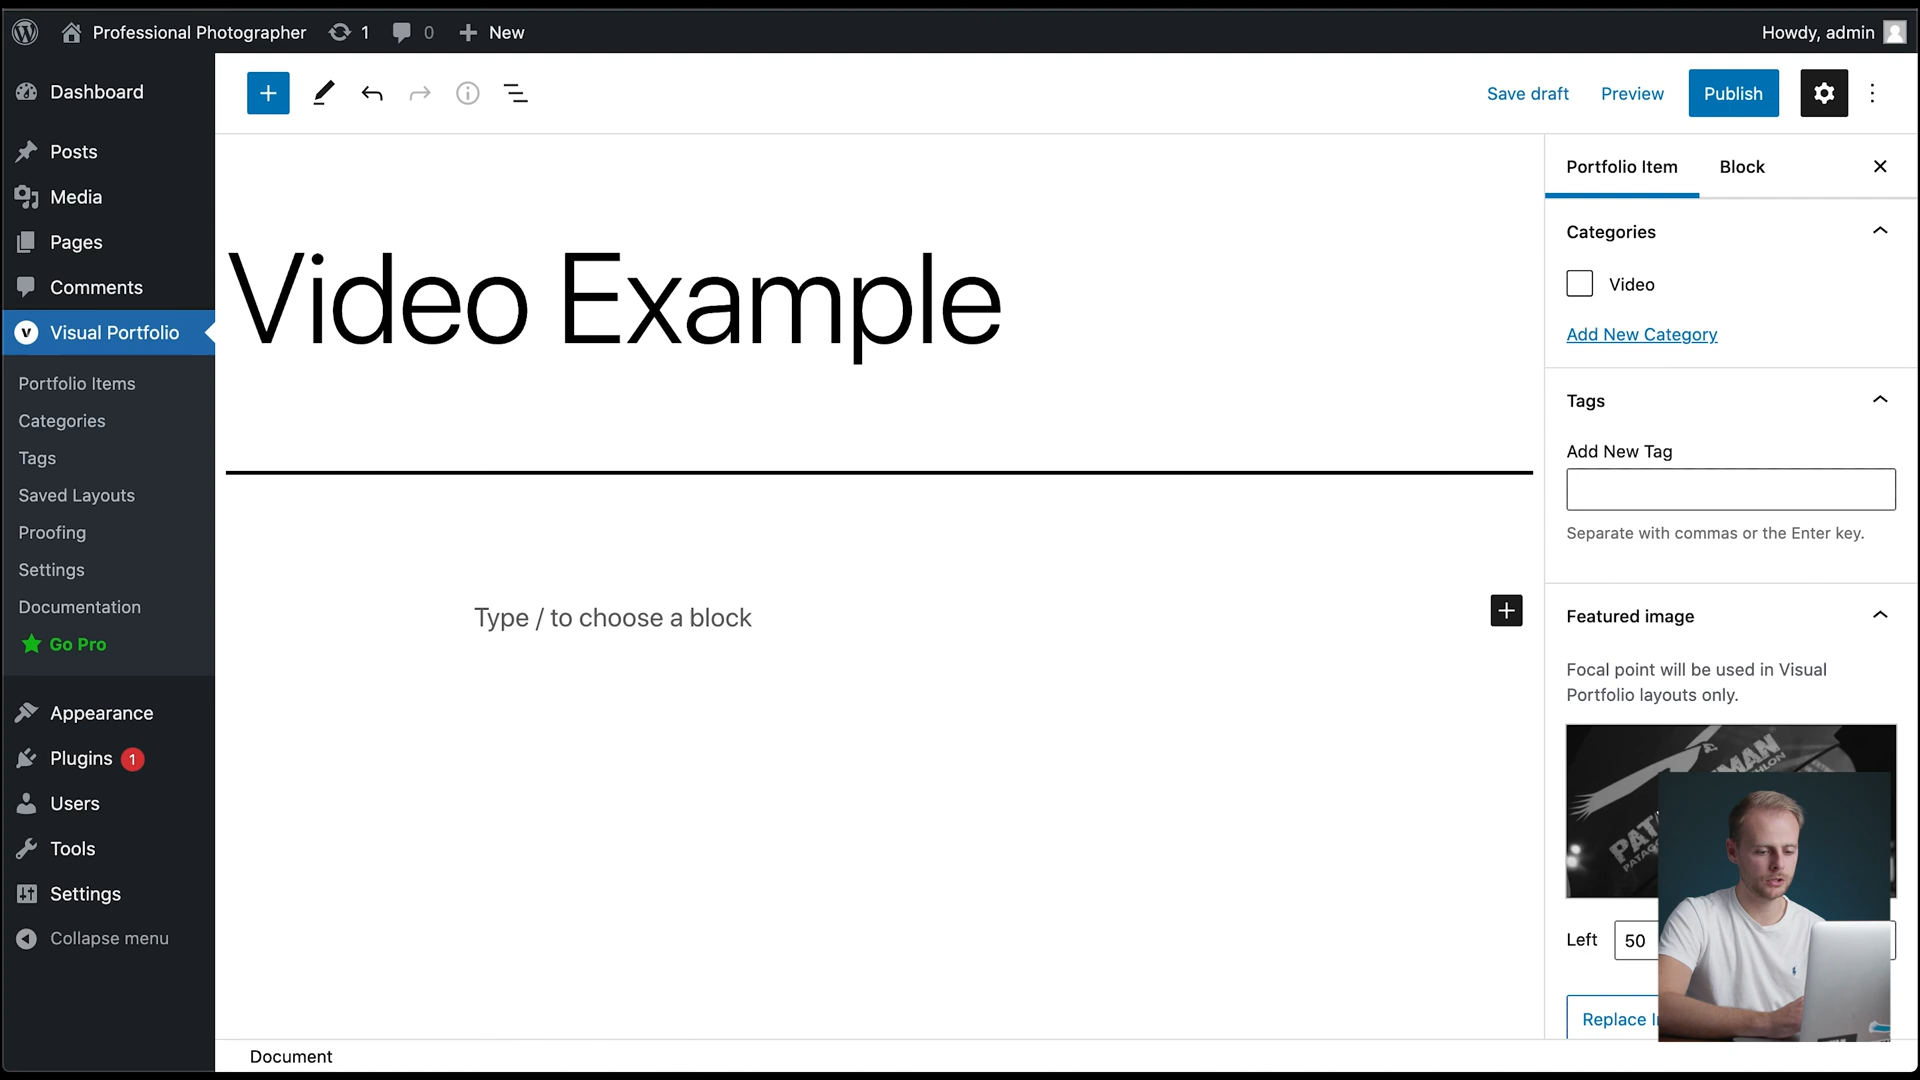 Professional Photographer
1
0
New
Howdy, admin
Dashboard
Posts
Media
Pages
Comments
Visual Portfolio
Portfolio Items
Categories
Tags
Saved Layouts
Proofing
Settings
Documentation
Go Pro
Appearance
Plugins 1
Users
Tools
Settings
Collapse menu
Save draft
Preview
Publish
Video Example
Type / to choose a block
Document
Portfolio Item
Block
Categories
Video
Add New Category
Tags
Add New Tag
Separate with commas or the Enter key.
Featured image
Focal point will be used in Visual
Portfolio layouts only.
Left
50
Replace